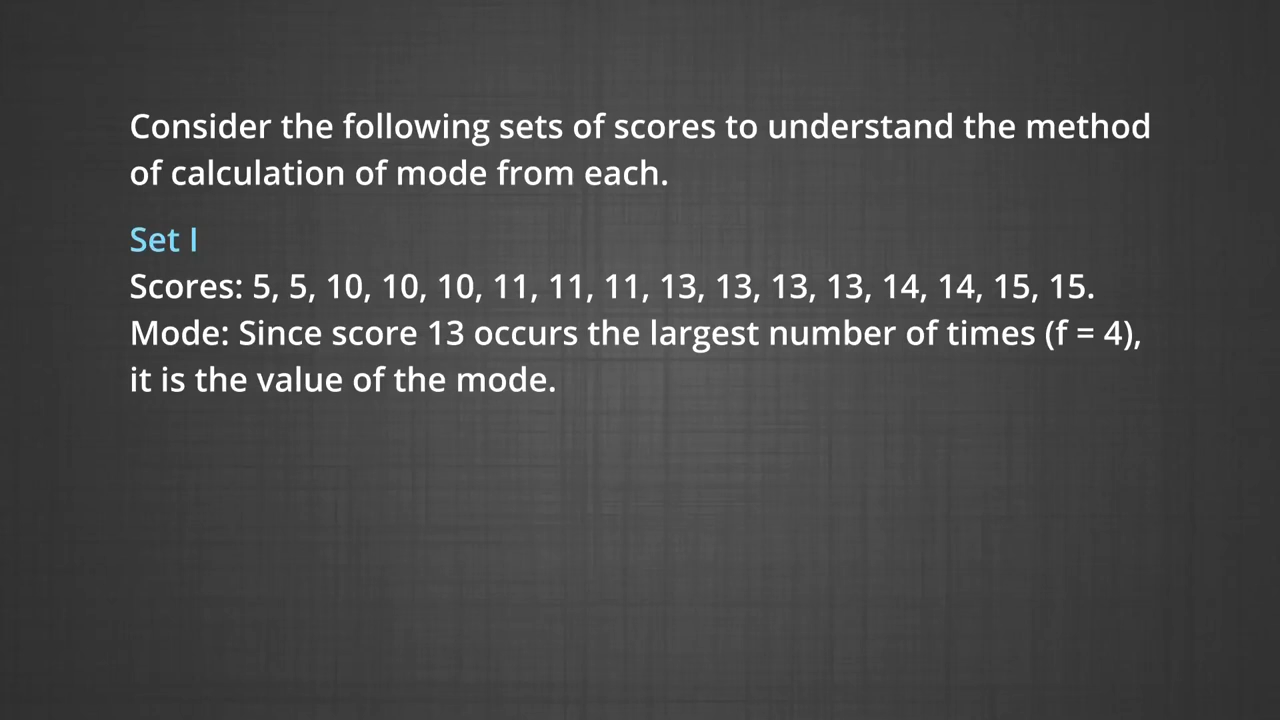 Consider the following sets of scores to understand the method
of calculation of mode from each.
Set I
Scores: 5, 5, 10, 10, 10, 11, 11, 11, 13, 13, 13, 13, 14, 14, 15, 15.
Mode: Since score 13 occurs the largest number of times (f = 4),
it is the value of the mode.